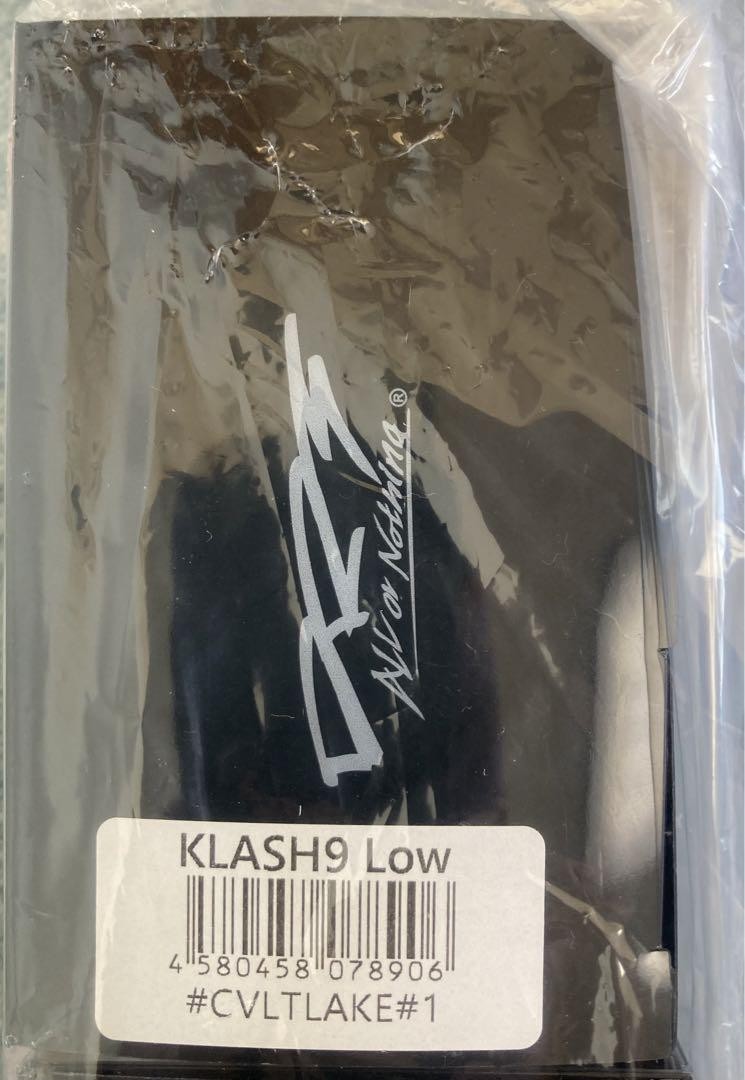 All or Nothing®
KLASH9 Low
4 580458 078906
#CVLTLAKE#1